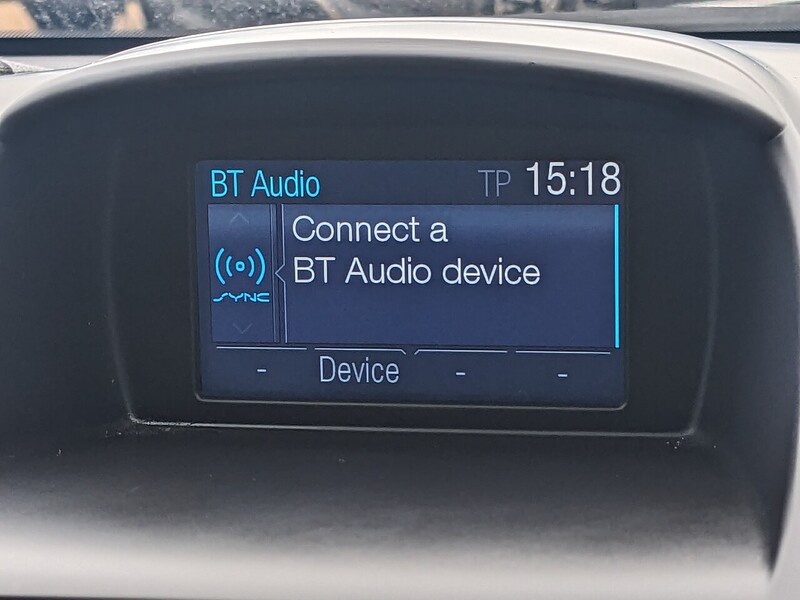 BT Audio TP 15:18
Connect a
BT Audio device
SYNC
- Device - -